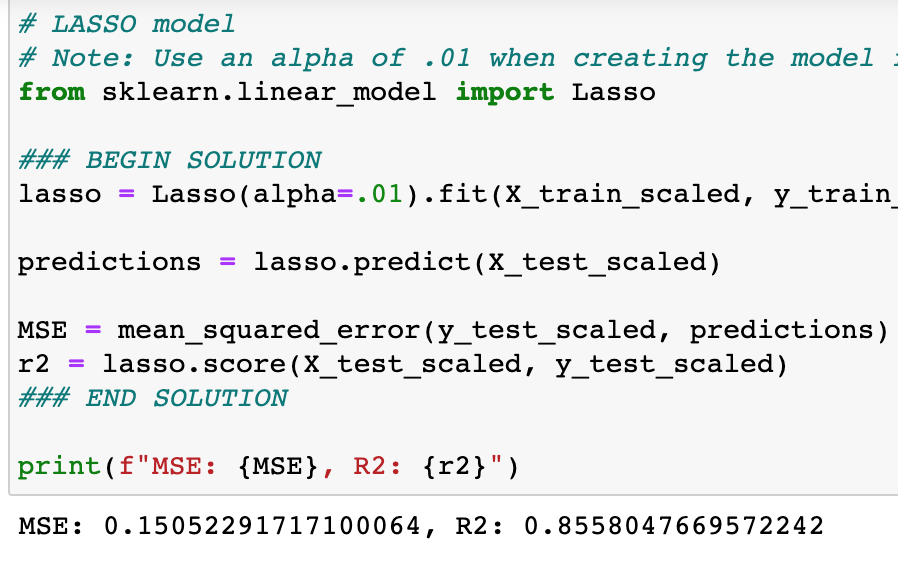 # LASSO model
# Note: Use an alpha of .01 when creating the model
from sklearn.linear_model import Lasso
### BEGIN SOLUTION
lasso = Lasso(alpha=.01).fit(X_train_scaled, y_train_
predictions = lasso.predict(X_test_scaled)
MSE = mean_squared_error(y_test_scaled, predictions)
r2 = lasso.score(X_test_scaled, y_test_scaled)
### END SOLUTION
print(f"MSE: {MSE}, R2: {r2}")
MSE: 0.15052291717100064, R2: 0.8558047669572242